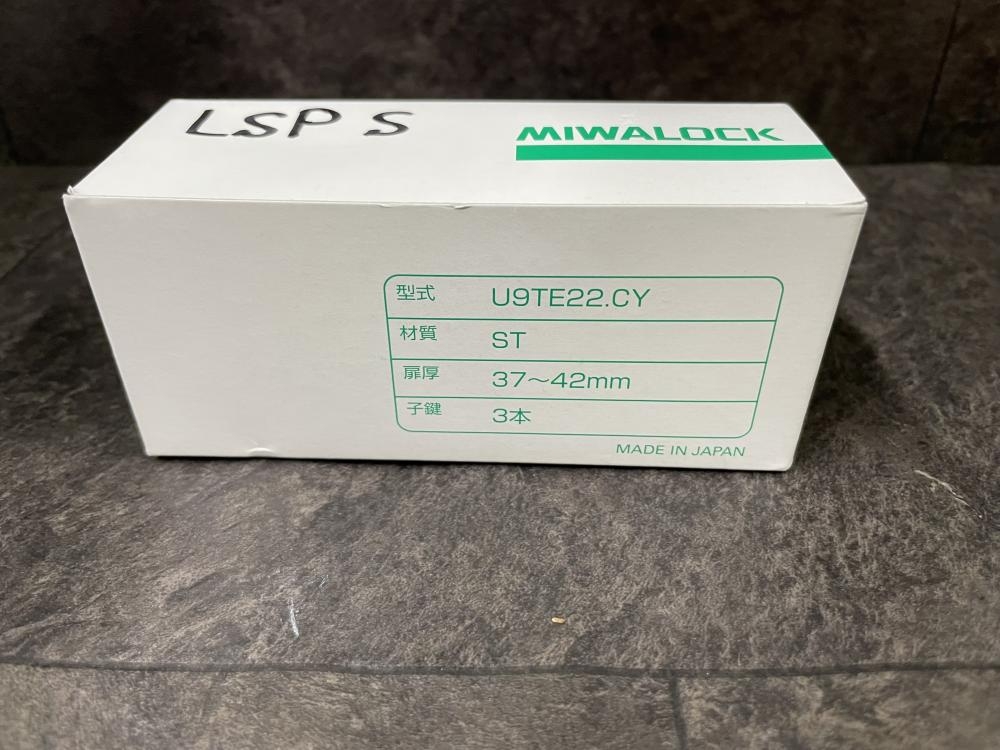 LSP S
MIWALOCK
型式 U9TE22.CY
材質 ST
扉厚 37～42mm
子鍵 3本
MADE IN JAPAN